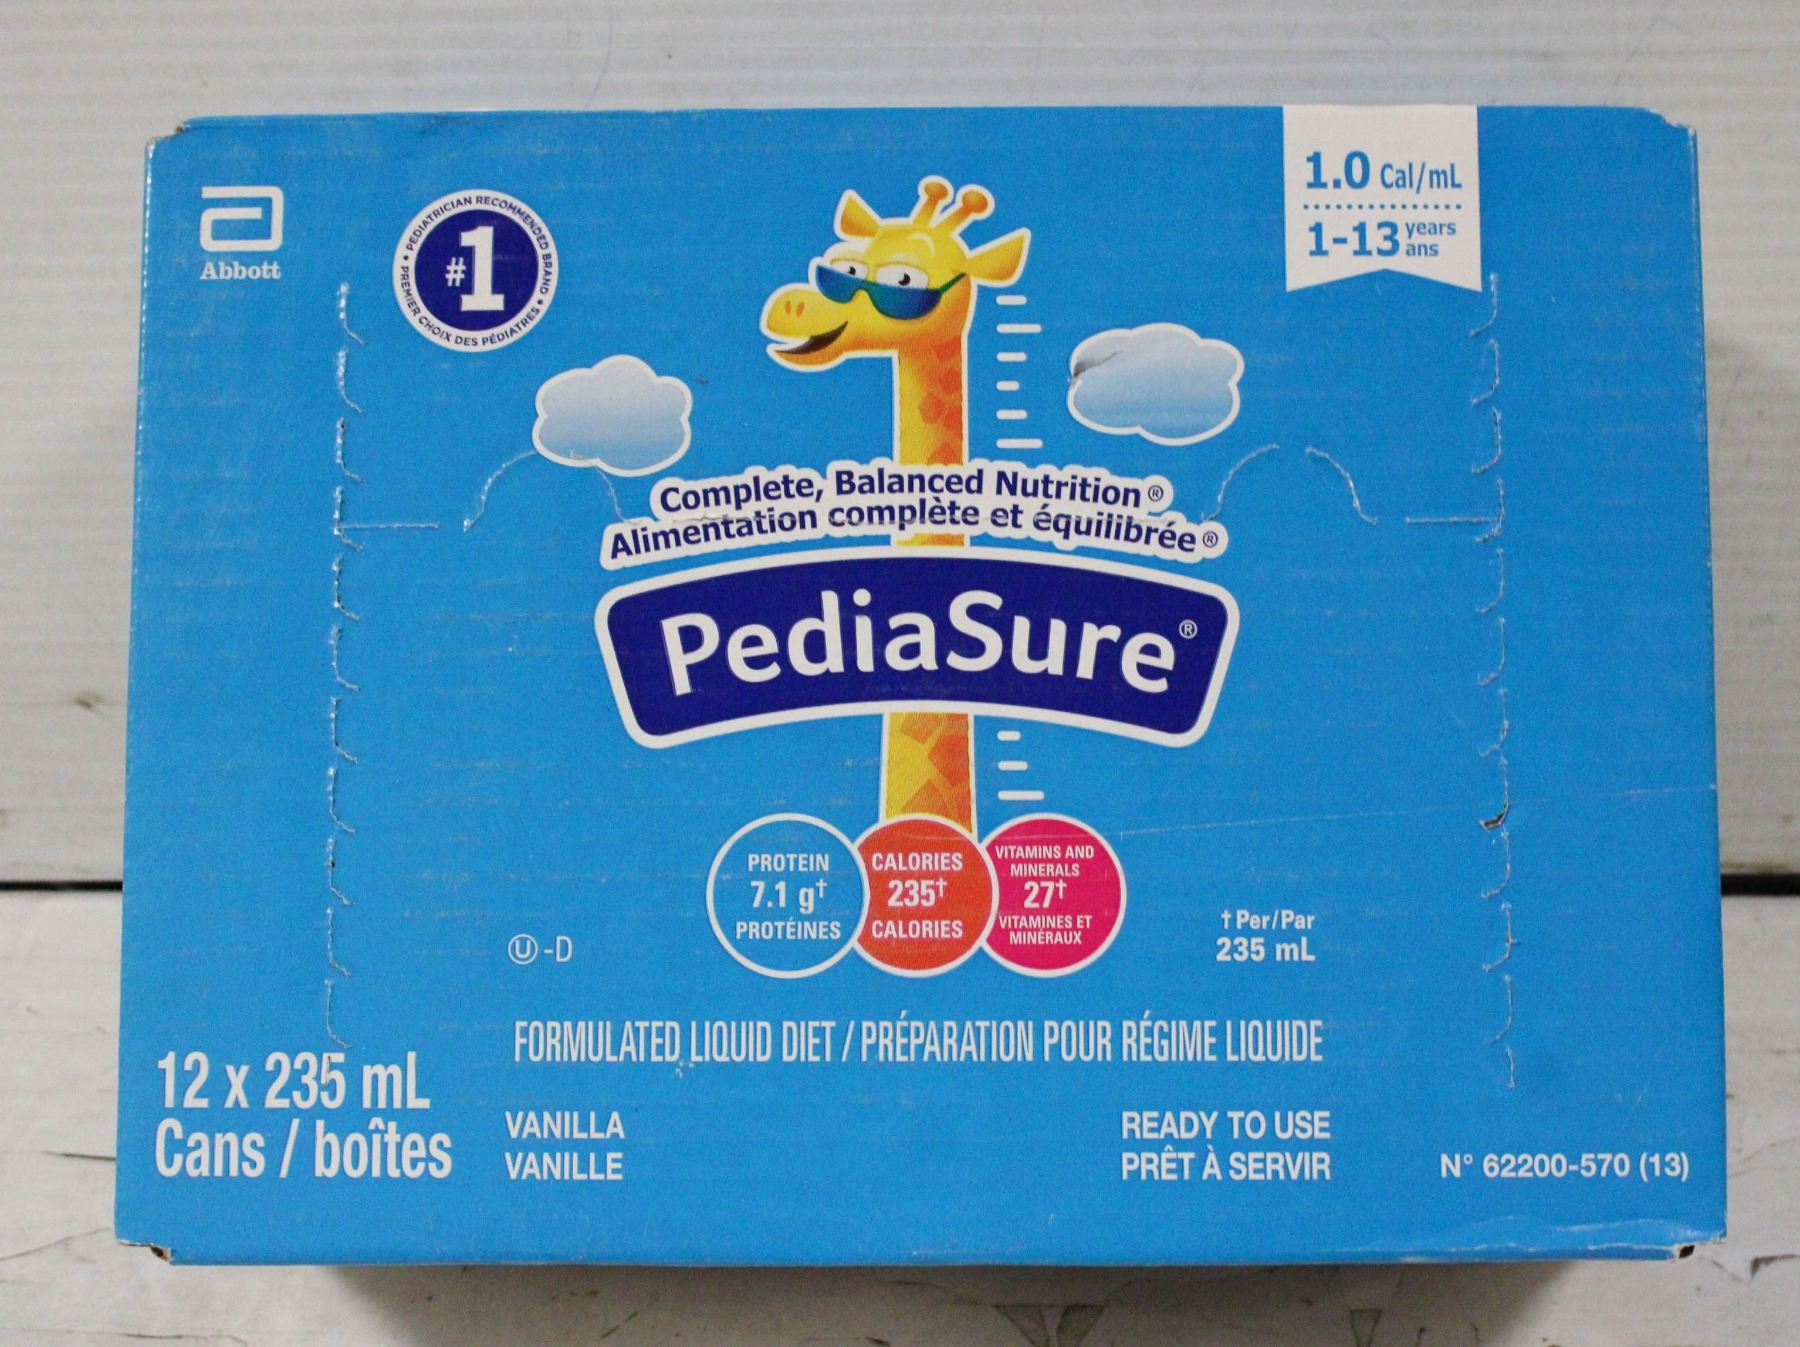 Abbott
PEDIATRICIAN RECOMMENDED BRAND •
PREMIER CHOIX DES PÉDIATRES •
#1
1.0 Cal/mL
1-13 years
ans
Complete, Balanced Nutrition®
Alimentation complète et équilibrée®
PediaSure®
PROTEIN
7.1 g†
PROTÉINES
CALORIES
235†
CALORIES
VITAMINS AND
MINERALS
27†
VITAMINES ET
MINÉRAUX
† Per/Par
235 mL
Ⓤ-D
FORMULATED LIQUID DIET / PRÉPARATION POUR RÉGIME LIQUIDE
12 x 235 mL
Cans / boîtes
VANILLA
VANILLE
READY TO USE
PRÊT À SERVIR
N° 62200-570 (13)